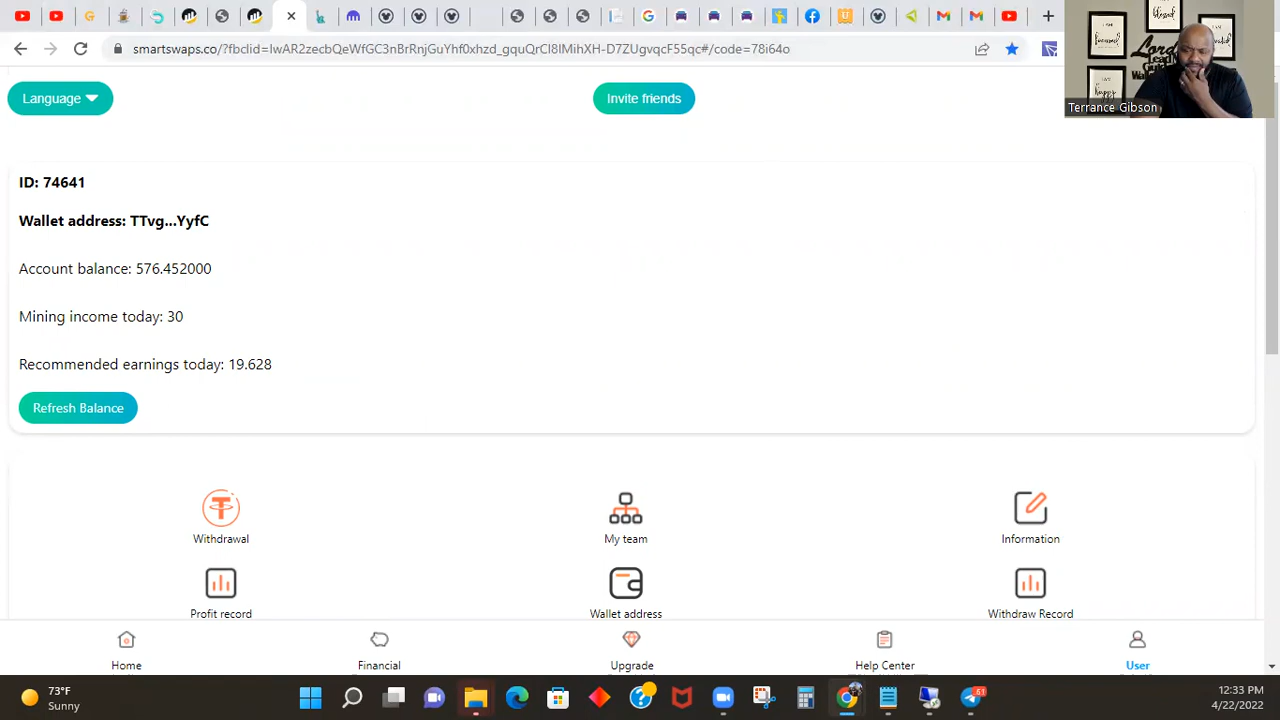 smartswaps.co/?fbclid=IwAR2zecbQeWfGC3nBrRnjGuYhf0xhzd_gquQrCl8IMihXH-D7ZUgvqcF55qc#/code=78i64o
Language
Invite friends
Terrance Gibson
ID: 74641
Wallet address: TTvg...YyfC
Account balance: 576.452000
Mining income today: 30
Recommended earnings today: 19.628
Refresh Balance
Withdrawal
My team
Information
Profit record
Wallet address
Withdraw Record
Home
Financial
Upgrade
Help Center
User
73°F
Sunny
61
12:33 PM
4/22/2022